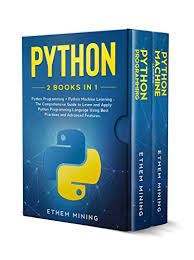 PYTHON
2 BOOKS IN 1
Python Programming + Python Machine Learning -
The Comprehensive Guide to Learn and Apply
Python Programming Language Using Best
Practices and Advanced Features.
ETHEM MINING
PYTHON
PROGRAMMING
ETHEM MINING
PYTHON
MACHINE
ETHEM MINING